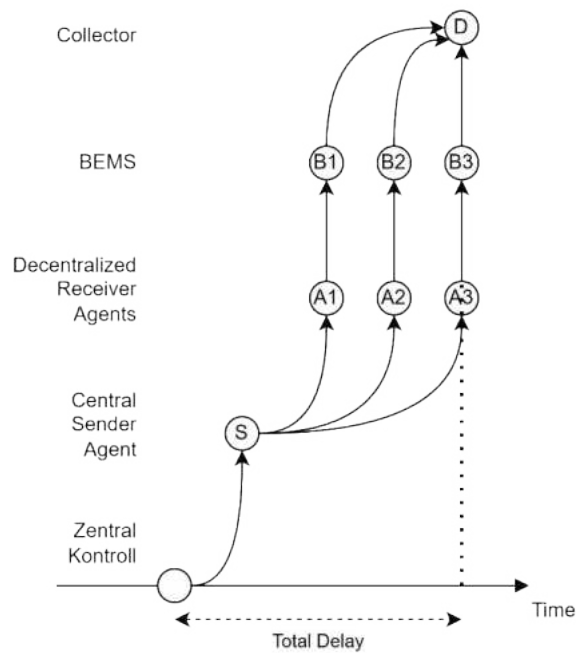 Collector
D
BEMS
B1
B2
B3
Decentralized
Receiver
Agents
A1
A2
A3
Central
Sender
Agent
S
Zentral
Kontroll
Time
Total Delay